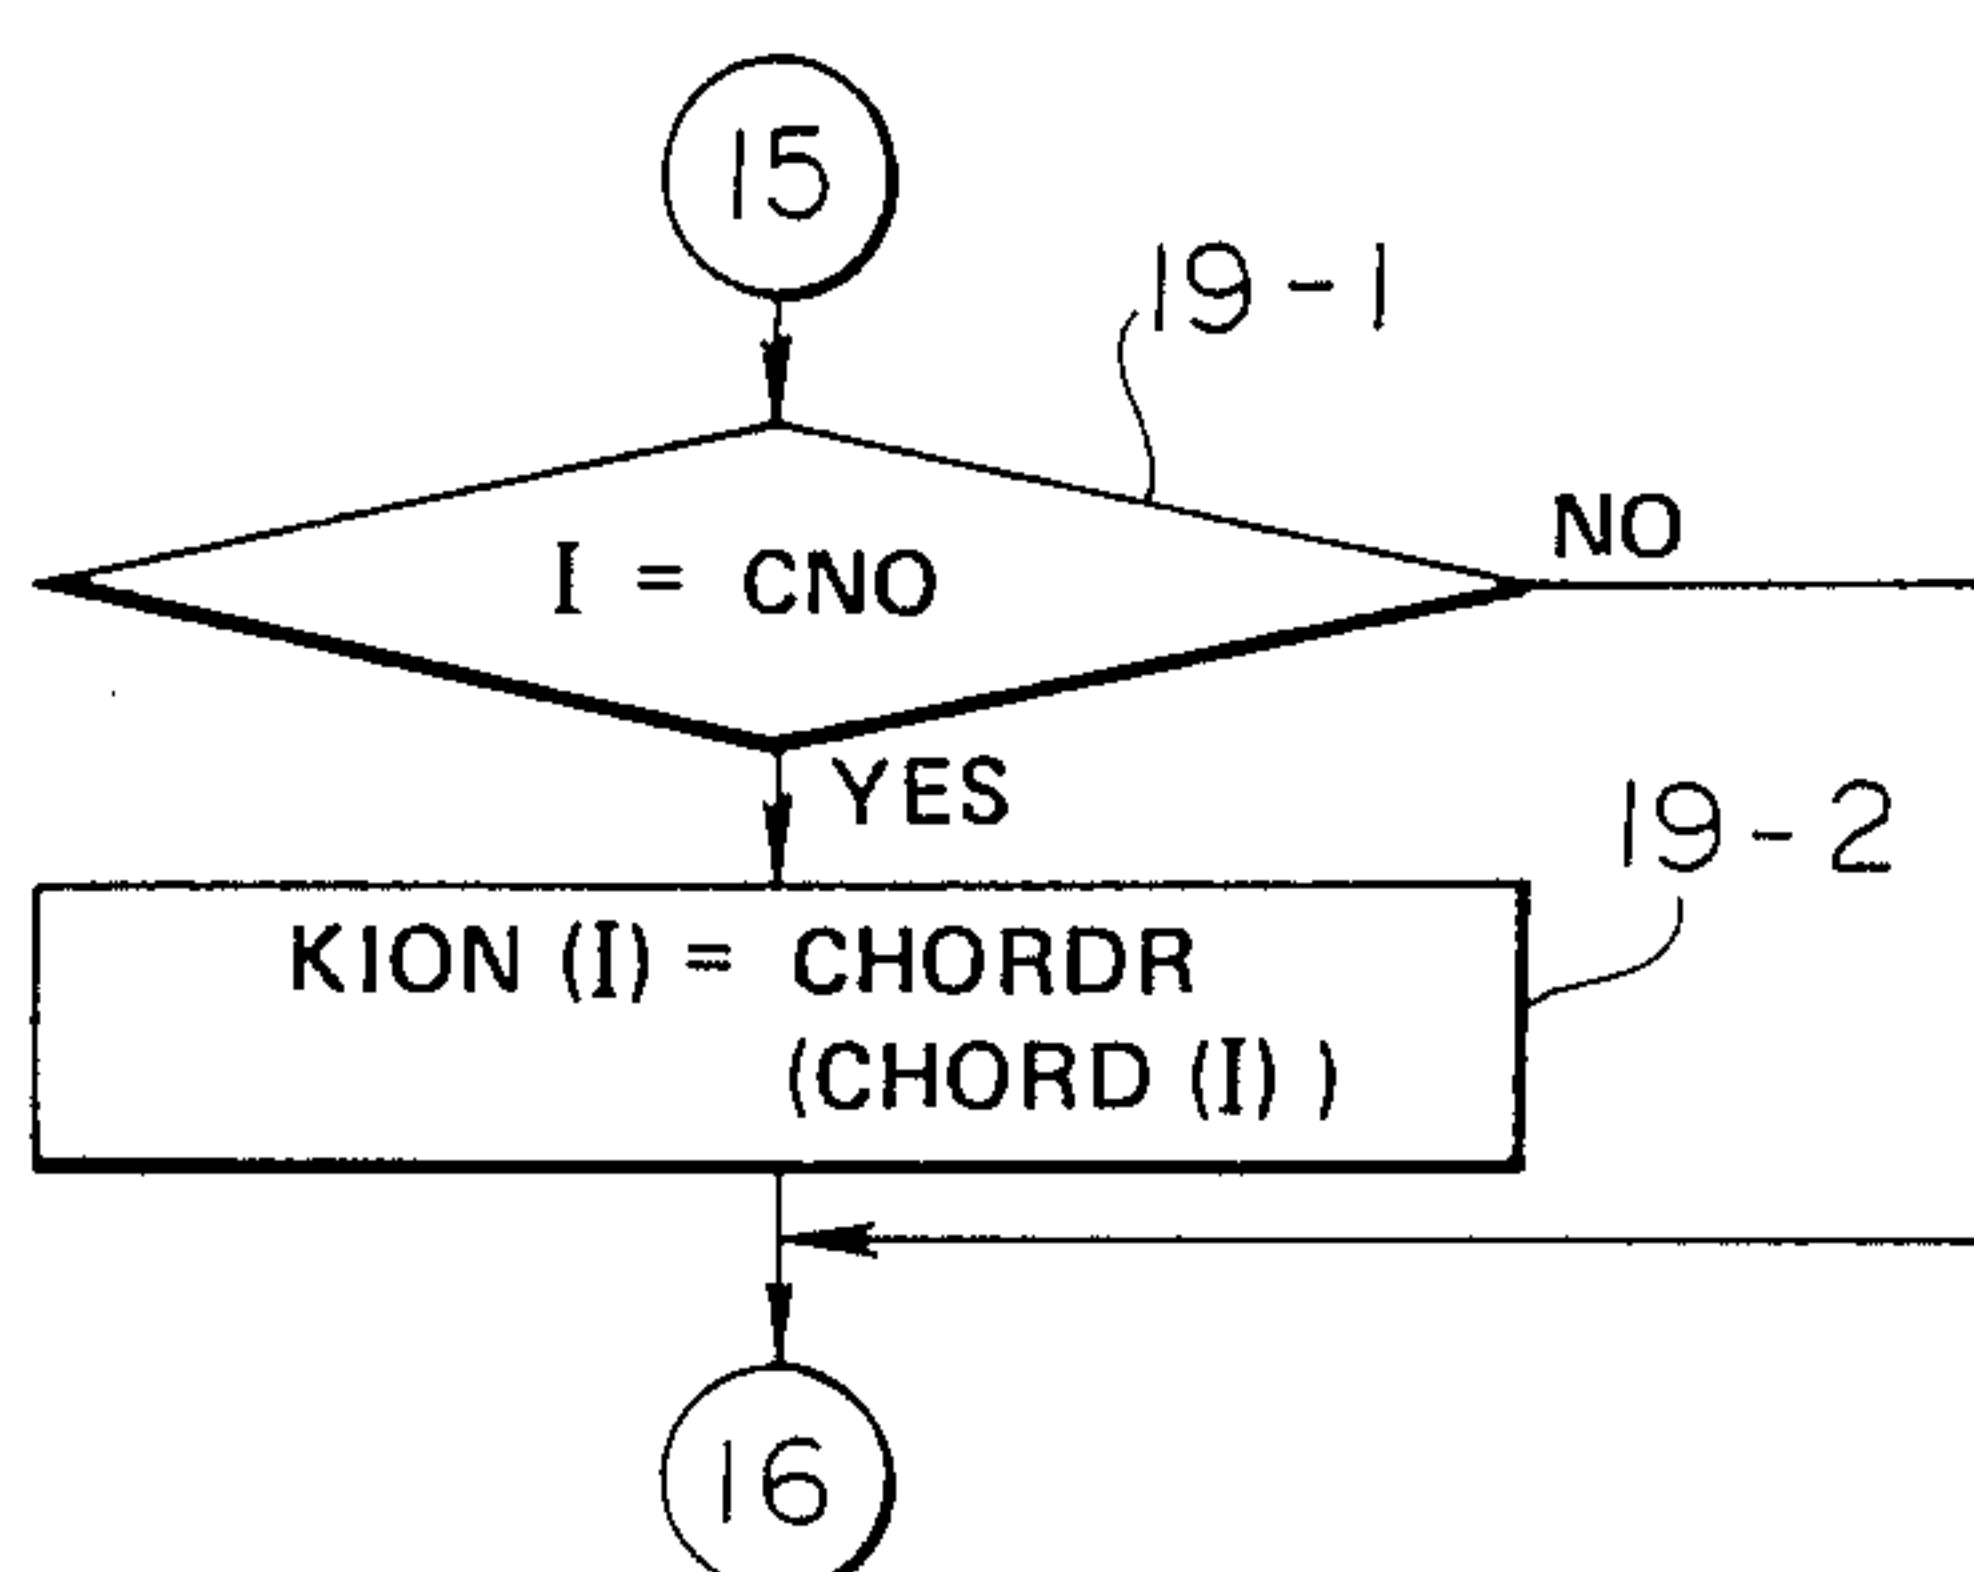 15
19-1
I = CNO
NO
YES
19-2
KION (I) = CHORDR
(CHORD (I) )
16